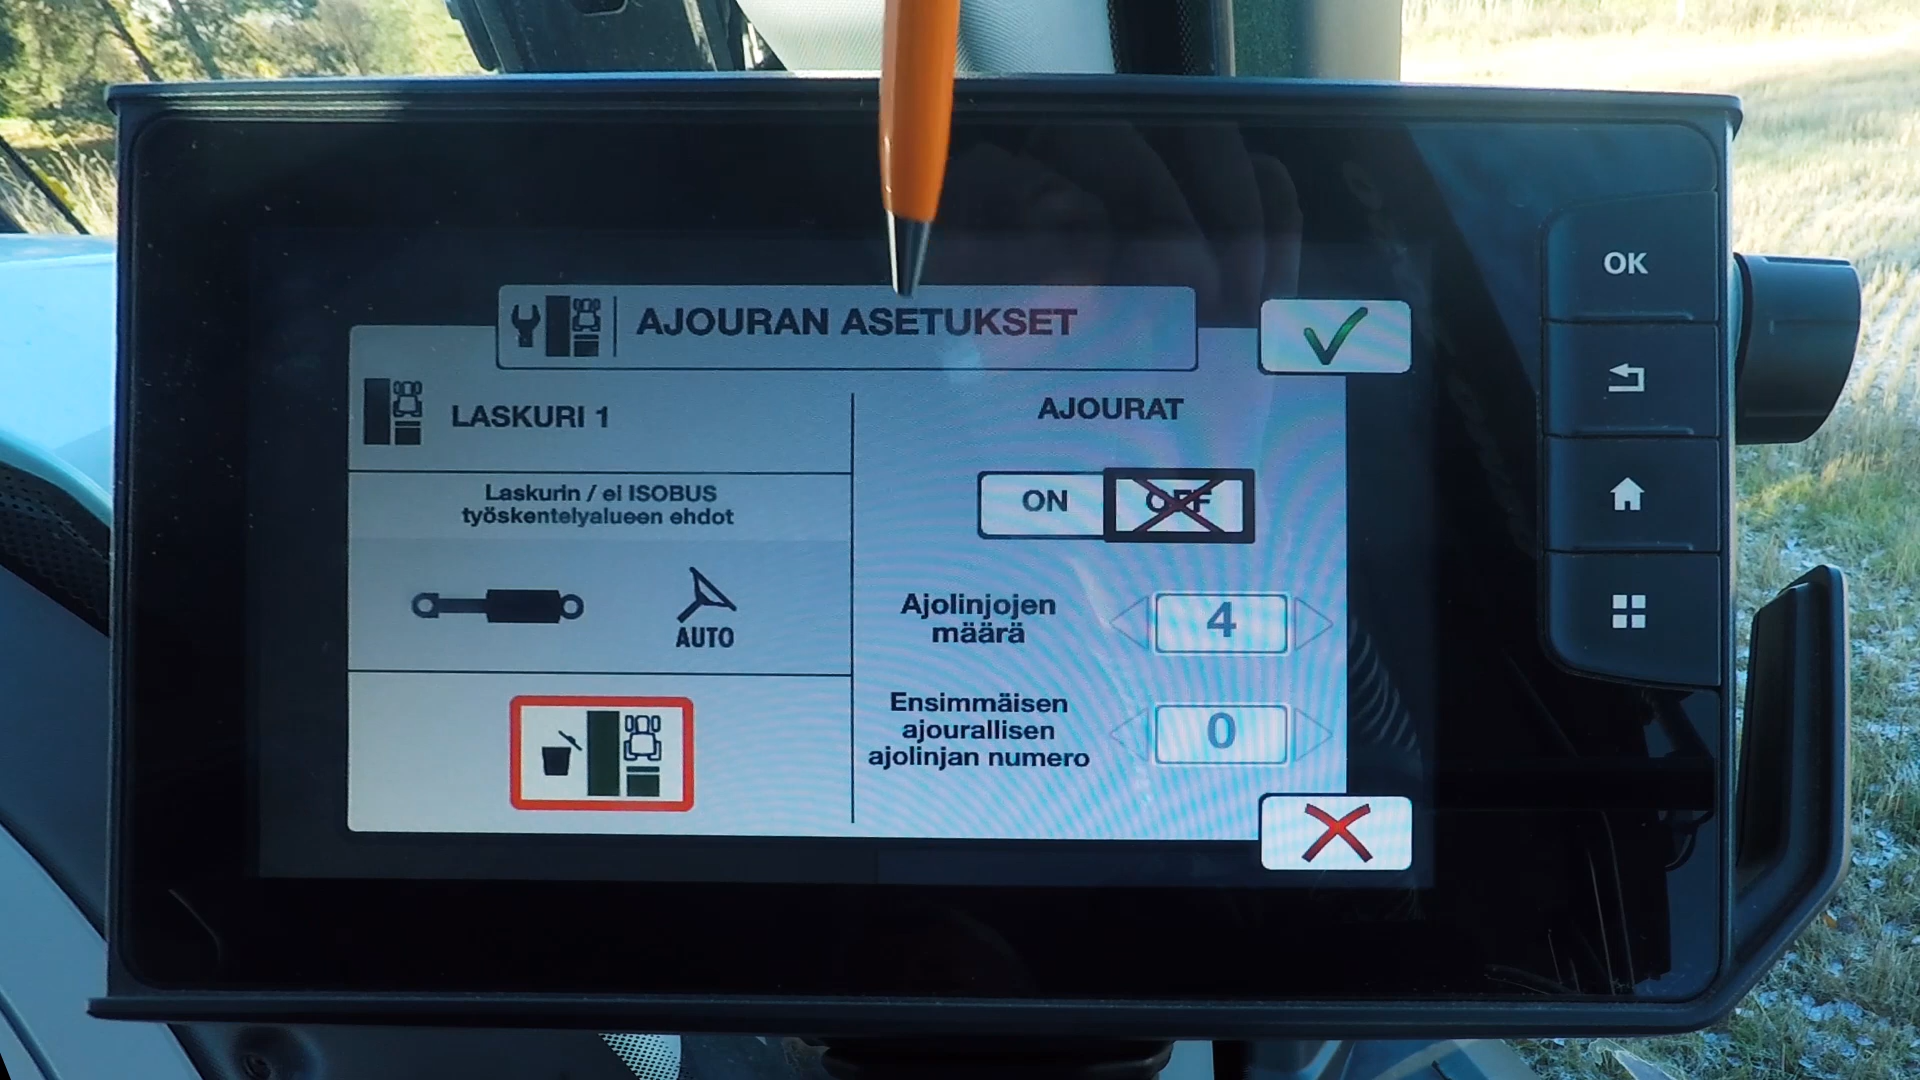 AJOURAN ASETUKSET
LASKURI 1
Laskurin / ei ISOBUS
työskentelyalueen ehdot
AUTO
AJOURAT
ON OFF
Ajolinjojen
määrä
4
Ensimmäisen
ajourallisen
ajolinjan numero
0
OK